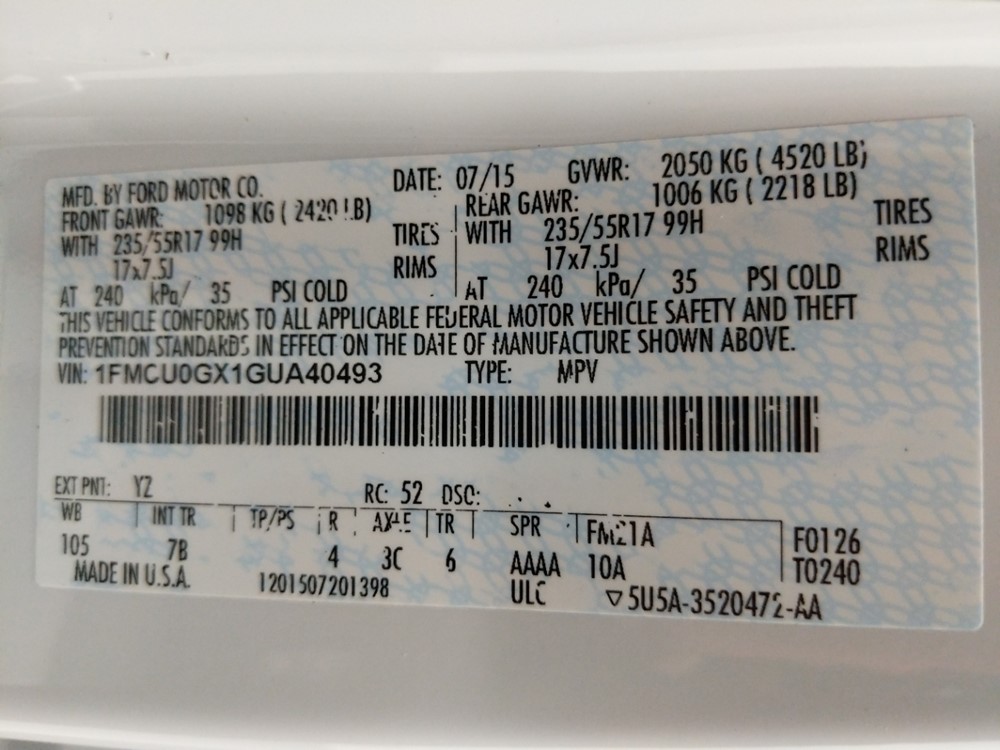 MFD. BY FORD MOTOR CO. DATE: 07/15 GVWR: 2050 KG ( 4520 LB)
FRONT GAWR: 1098 KG ( 2420 LB) REAR GAWR: 1006 KG ( 2218 LB)
WITH 235/55R17 99H TIRES WITH 235/55R17 99H TIRES
17x7.5J RIMS 17x7.5J RIMS
AT 240 kPa/ 35 PSI COLD AT 240 kPa/ 35 PSI COLD
THIS VEHICLE CONFORMS TO ALL APPLICABLE FEDERAL MOTOR VEHICLE SAFETY AND THEFT
PREVENTION STANDARDS IN EFFECT ON THE DATE OF MANUFACTURE SHOWN ABOVE.
VIN: 1FMCU0GX1GUA40493 TYPE: MPV
EXT PNT: YZ RC: 52 DSO:
WB INT TR TP/PS R AXLE TR SPR FM21A F0126
105 7B 4 3C 6 AAAA 10A T0240
MADE IN U.S.A. 1201507201398 ULC ▽5U5A-3520472-AA